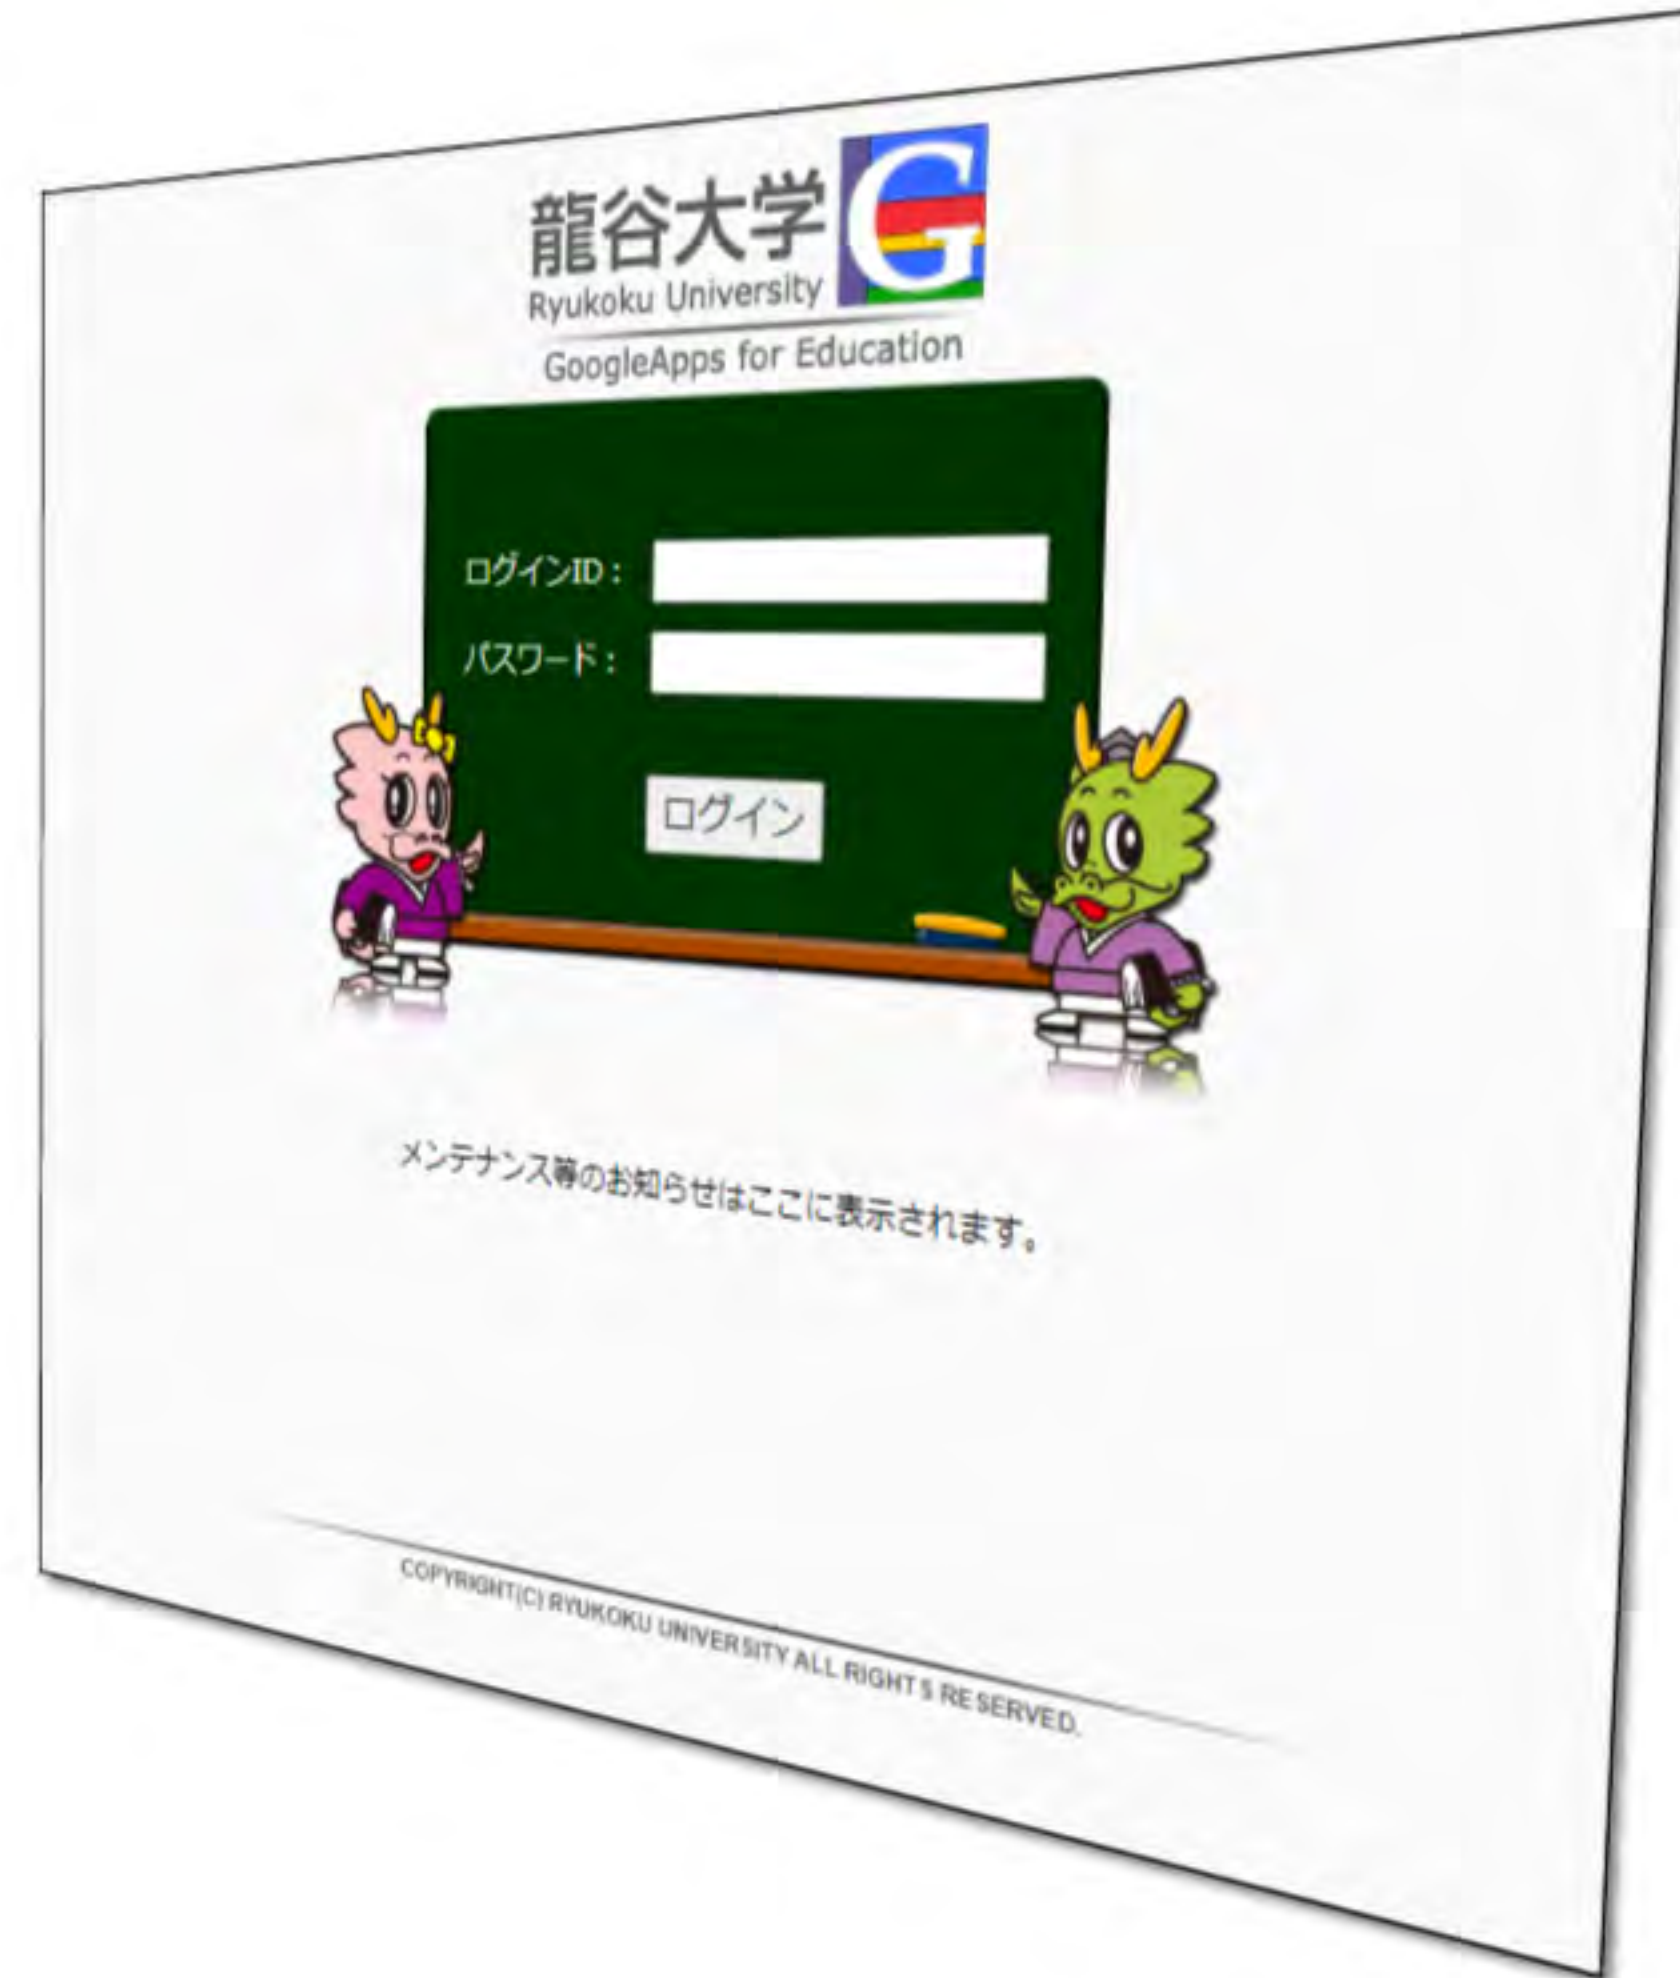 龍谷大学
Ryukoku University
GoogleApps for Education
ログインID：
パスワード：
ログイン
メンテナンス等のお知らせはここに表示されます。
COPYRIGHT(C) RYUKOKU UNIVERSITY ALL RIGHTS RESERVED.